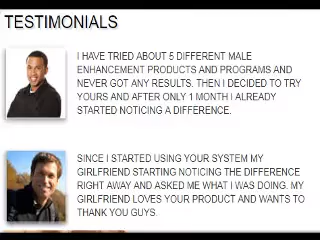 TESTIMONIALS
I HAVE TRIED ABOUT 5 DIFFERENT MALE
ENHANCEMENT PRODUCTS AND PROGRAMS AND
NEVER GOT ANY RESULTS. THEN I DECIDED TO TRY
YOURS AND AFTER ONLY 1 MONTH I ALREADY
STARTED NOTICING A DIFFERENCE.
SINCE I STARTED USING YOUR SYSTEM MY
GIRLFRIEND STARTING NOTICING THE DIFFERENCE
RIGHT AWAY AND ASKED ME WHAT I WAS DOING. MY
GIRLFRIEND LOVES YOUR PRODUCT AND WANTS TO
THANK YOU GUYS.